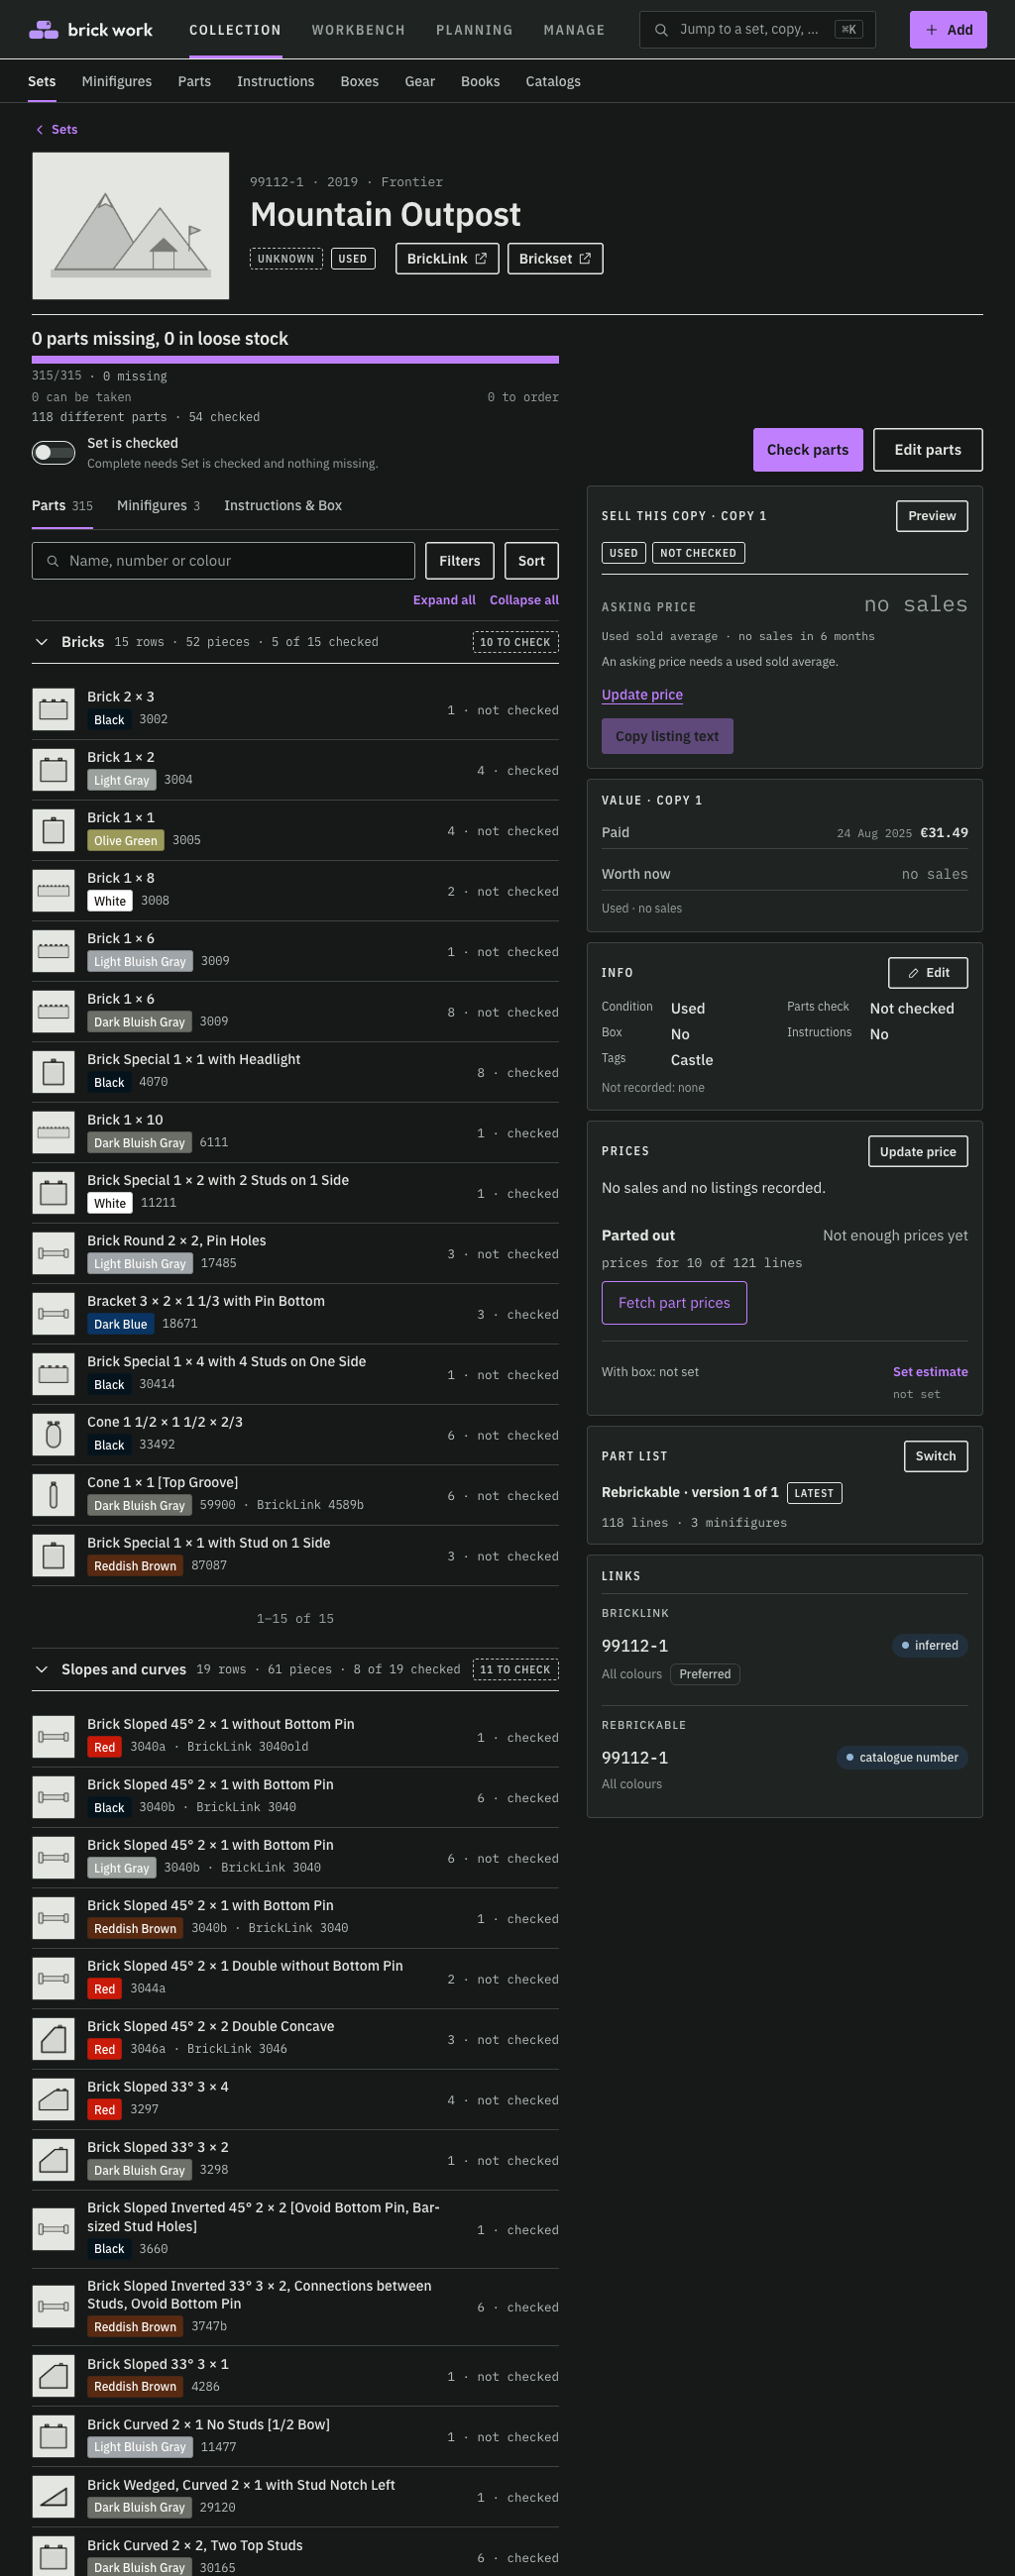 brick work
COLLECTION WORKBENCH PLANNING MANAGE
Jump to a set, copy, ... ⌘K
+ Add
Sets Minifigures Parts Instructions Boxes Gear Books Catalogs
Sets
99112-1 · 2019 · Frontier
Mountain Outpost
UNKNOWN USED BrickLink Brickset
0 parts missing, 0 in loose stock
315/315 · 0 missing
0 can be taken 0 to order
118 different parts · 54 checked
Set is checked
Complete needs Set is checked and nothing missing.
Check parts Edit parts
Parts 315 Minifigures 3 Instructions & Box
Name, number or colour Filters Sort
Expand all Collapse all
Bricks 15 rows · 52 pieces · 5 of 15 checked 10 TO CHECK
Brick 2 × 3
Black 3002
1 · not checked
Brick 1 × 2
Light Gray 3004
4 · checked
Brick 1 × 1
Olive Green 3005
4 · not checked
Brick 1 × 8
White 3008
2 · not checked
Brick 1 × 6
Light Bluish Gray 3009
1 · not checked
Brick 1 × 6
Dark Bluish Gray 3009
8 · not checked
Brick Special 1 × 1 with Headlight
Black 4070
8 · checked
Brick 1 × 10
Dark Bluish Gray 6111
1 · checked
Brick Special 1 × 2 with 2 Studs on 1 Side
White 11211
1 · checked
Brick Round 2 × 2, Pin Holes
Light Bluish Gray 17485
3 · not checked
Bracket 3 × 2 × 1 1/3 with Pin Bottom
Dark Blue 18671
3 · checked
Brick Special 1 × 4 with 4 Studs on One Side
Black 30414
1 · not checked
Cone 1 1/2 × 1 1/2 × 2/3
Black 33492
6 · not checked
Cone 1 × 1 [Top Groove]
Dark Bluish Gray 59900 · BrickLink 4589b
6 · not checked
Brick Special 1 × 1 with Stud on 1 Side
Reddish Brown 87087
3 · not checked
1–15 of 15
Slopes and curves 19 rows · 61 pieces · 8 of 19 checked 11 TO CHECK
Brick Sloped 45° 2 × 1 without Bottom Pin
Red 3040a · BrickLink 3040old
1 · checked
Brick Sloped 45° 2 × 1 with Bottom Pin
Black 3040b · BrickLink 3040
6 · checked
Brick Sloped 45° 2 × 1 with Bottom Pin
Light Gray 3040b · BrickLink 3040
6 · not checked
Brick Sloped 45° 2 × 1 with Bottom Pin
Reddish Brown 3040b · BrickLink 3040
1 · checked
Brick Sloped 45° 2 × 1 Double without Bottom Pin
Red 3044a
2 · not checked
Brick Sloped 45° 2 × 2 Double Concave
Red 3046a · BrickLink 3046
3 · not checked
Brick Sloped 33° 3 × 4
Red 3297
4 · not checked
Brick Sloped 33° 3 × 2
Dark Bluish Gray 3298
1 · not checked
Brick Sloped Inverted 45° 2 × 2 [Ovoid Bottom Pin, Bar-
sized Stud Holes]
Black 3660
1 · checked
Brick Sloped Inverted 33° 3 × 2, Connections between
Studs, Ovoid Bottom Pin
Reddish Brown 3747b
6 · checked
Brick Sloped 33° 3 × 1
Reddish Brown 4286
1 · not checked
Brick Curved 2 × 1 No Studs [1/2 Bow]
Light Bluish Gray 11477
1 · not checked
Brick Wedged, Curved 2 × 1 with Stud Notch Left
Dark Bluish Gray 29120
1 · checked
Brick Curved 2 × 2, Two Top Studs
Dark Bluish Gray 30165
6 · checked
SELL THIS COPY · COPY 1 Preview
USED NOT CHECKED
ASKING PRICE no sales
Used sold average · no sales in 6 months
An asking price needs a used sold average.
Update price
Copy listing text
VALUE · COPY 1
Paid 24 Aug 2025 €31.49
Worth now no sales
Used · no sales
INFO Edit
Condition Used Parts check Not checked
Box No Instructions No
Tags Castle
Not recorded: none
PRICES Update price
No sales and no listings recorded.
Parted out Not enough prices yet
prices for 10 of 121 lines
Fetch part prices
With box: not set Set estimate
not set
PART LIST Switch
Rebrickable · version 1 of 1 LATEST
118 lines · 3 minifigures
LINKS
BRICKLINK
99112-1 inferred
All colours Preferred
REBRICKABLE
99112-1 catalogue number
All colours